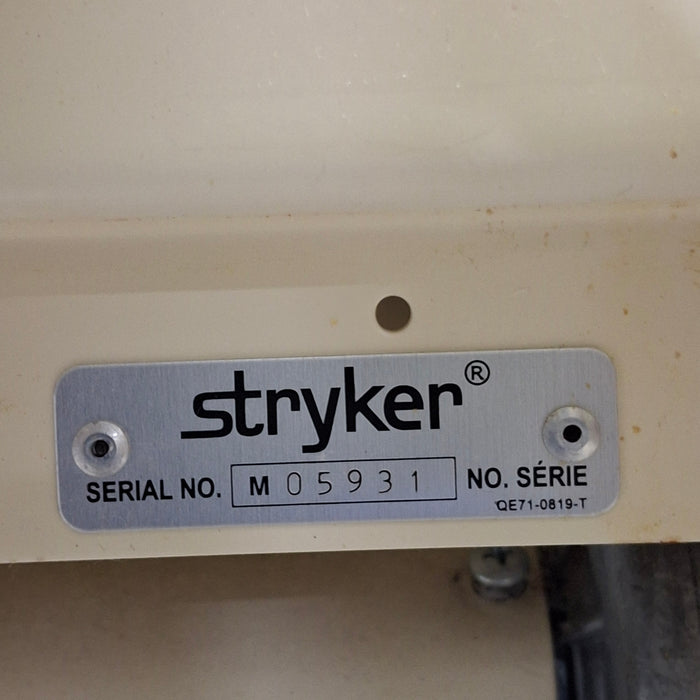 stryker®
SERIAL NO. M 05931 NO. SÉRIE
QE71-0819-T